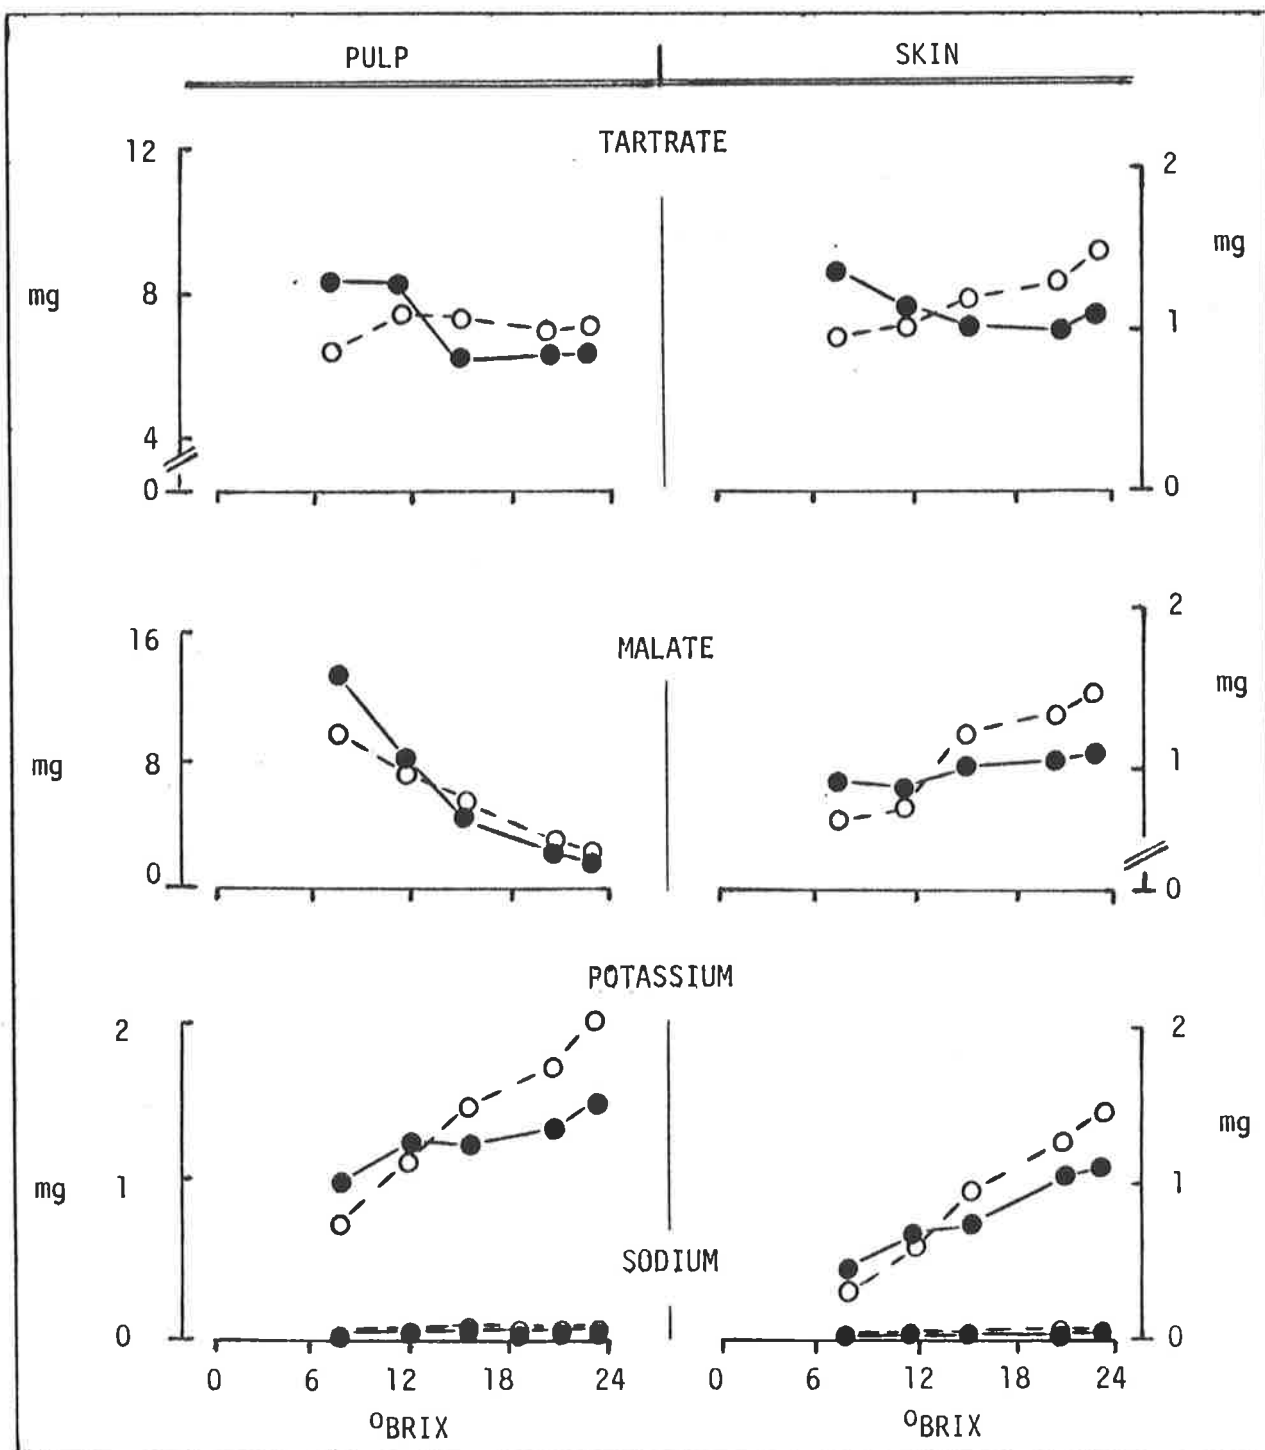 PULP SKIN
TARTRATE
12 2
mg 8 1 mg
4
0 0
MALATE
16 2
mg 8 1 mg
0 0
POTASSIUM
2 2
mg 1 1 mg
SODIUM
0 0
0 6 12 18 24 0 6 12 18 24
°BRIX °BRIX